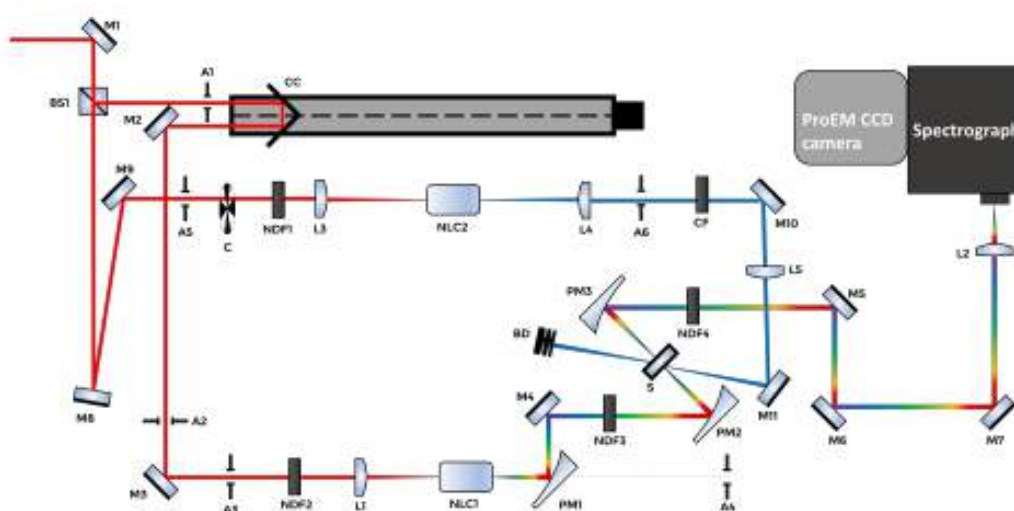 M1
A1
CC
BS1
M2
ProEM CCD
camera
Spectrograph
M9
A5
C
NDF1
L3
NLC2
L4
A6
CF
M10
L5
L2
PM3
M5
NDF4
BD
S
M8
M4
M11
A2
NDF3
PM2
M6
M7
M3
A3
NDF2
L1
NLC1
PM1
A4